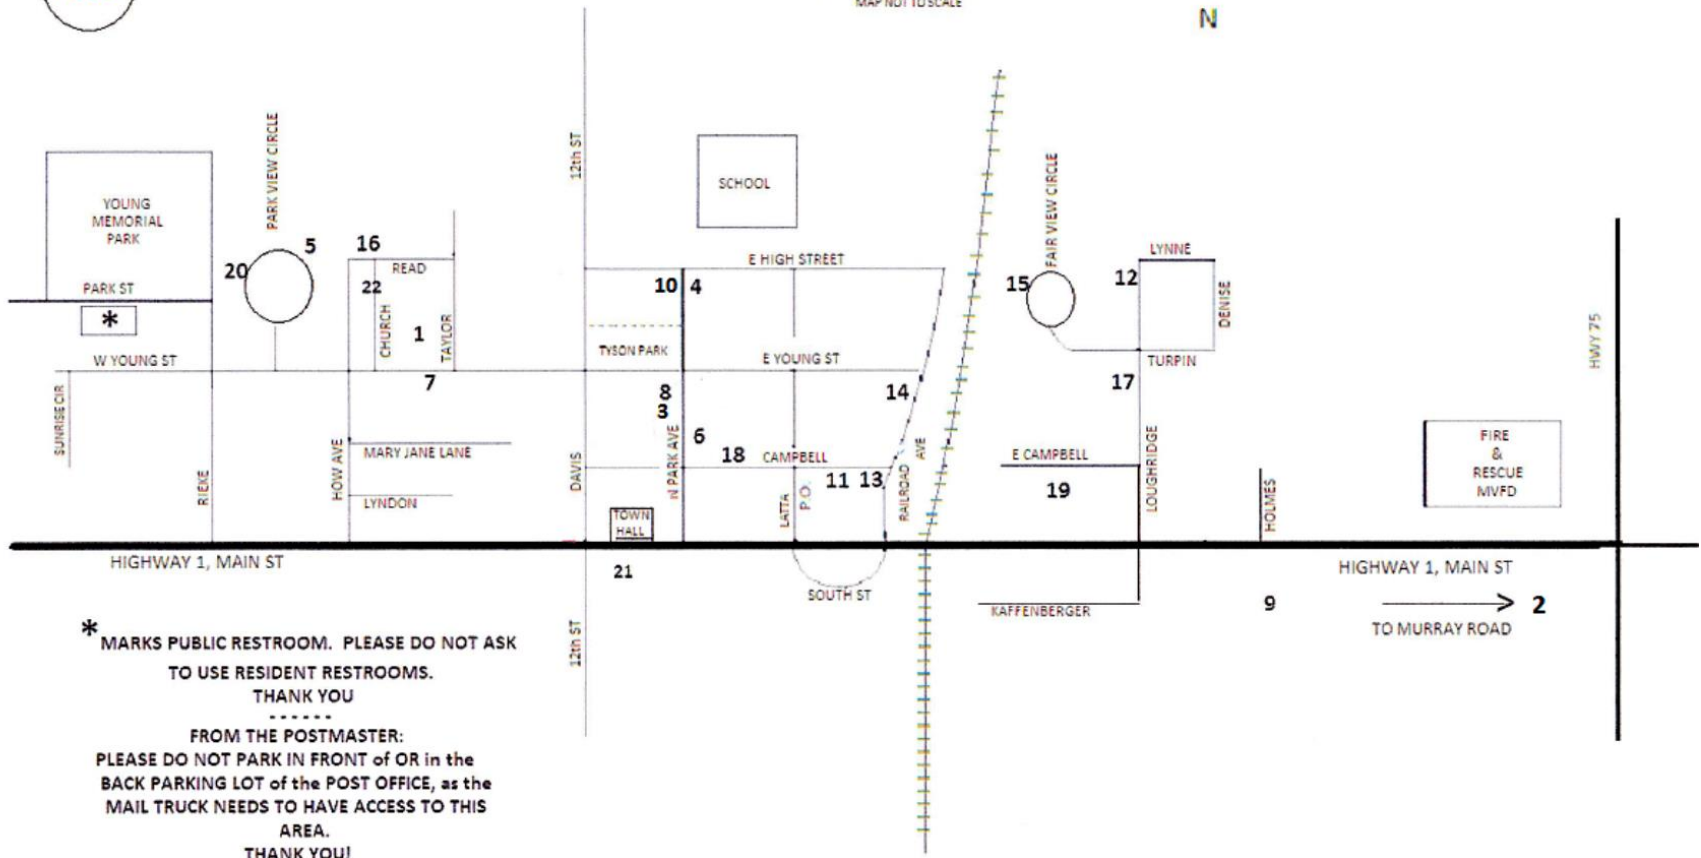 MAP NOT TO SCALE
N
12th ST
SCHOOL
PARK VIEW CIRCLE
YOUNG
MEMORIAL
PARK
FAIR VIEW CIRCLE
5
16
20
READ
22
E HIGH STREET
10
4
15
12
LYNNE
DENISE
PARK ST
*
CHURCH
1
TAYLOR
TYSON PARK
W YOUNG ST
E YOUNG ST
TURPIN
HWY 75
7
8
3
14
17
SUNRISE CIR
RIEKE
HOW AVE
MARY JANE LANE
LYNDON
DAVIS
N PARK AVE
6
18
CAMPBELL
11
13
LATTA
P.O.
RAILROAD AVE
E CAMPBELL
19
LOUGHRIDGE
HOLMES
FIRE
&
RESCUE
MVFD
TOWN
HALL
HIGHWAY 1, MAIN ST
21
SOUTH ST
KAFFENBERGER
9
HIGHWAY 1, MAIN ST
2
TO MURRAY ROAD
12th ST
* MARKS PUBLIC RESTROOM. PLEASE DO NOT ASK
TO USE RESIDENT RESTROOMS.
THANK YOU
------
FROM THE POSTMASTER:
PLEASE DO NOT PARK IN FRONT of OR in the
BACK PARKING LOT of the POST OFFICE, as the
MAIL TRUCK NEEDS TO HAVE ACCESS TO THIS
AREA.
THANK YOU!